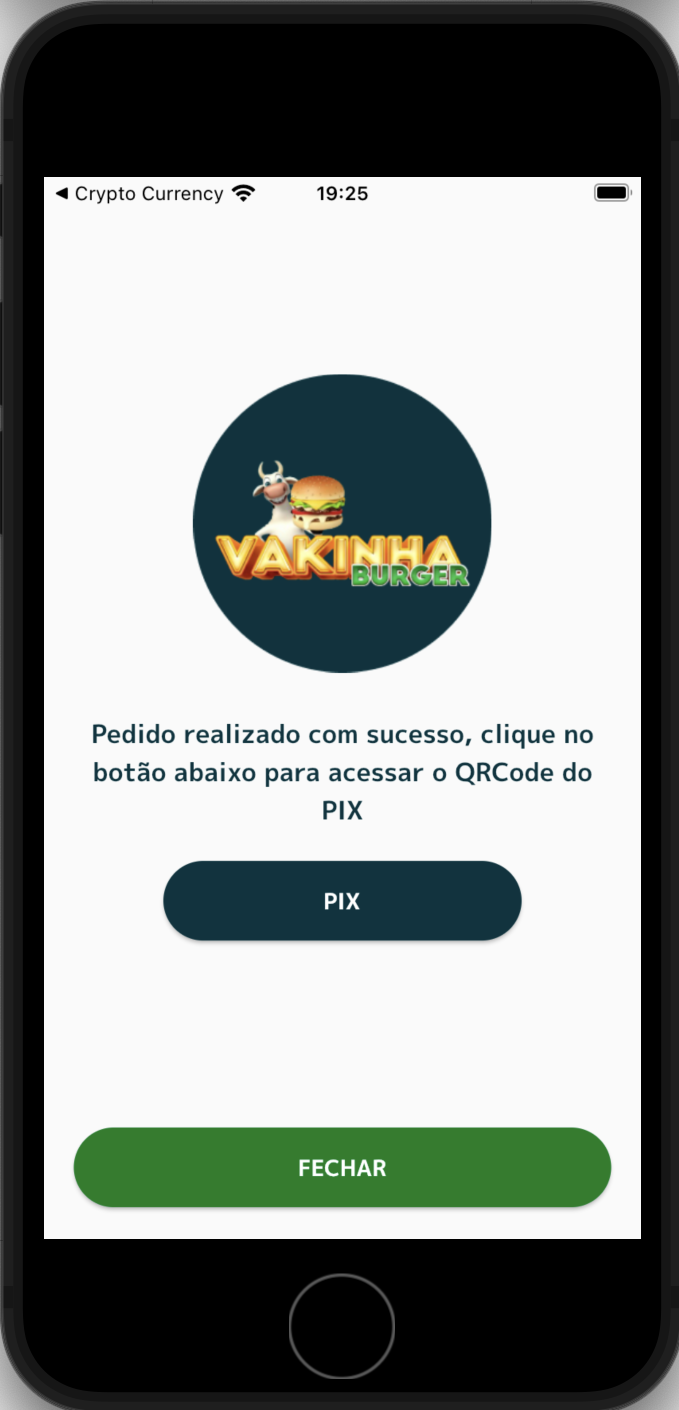 ◀ Crypto Currency 19:25
VAKINHA
BURGER
Pedido realizado com sucesso, clique no
botão abaixo para acessar o QRCode do
PIX
PIX
FECHAR